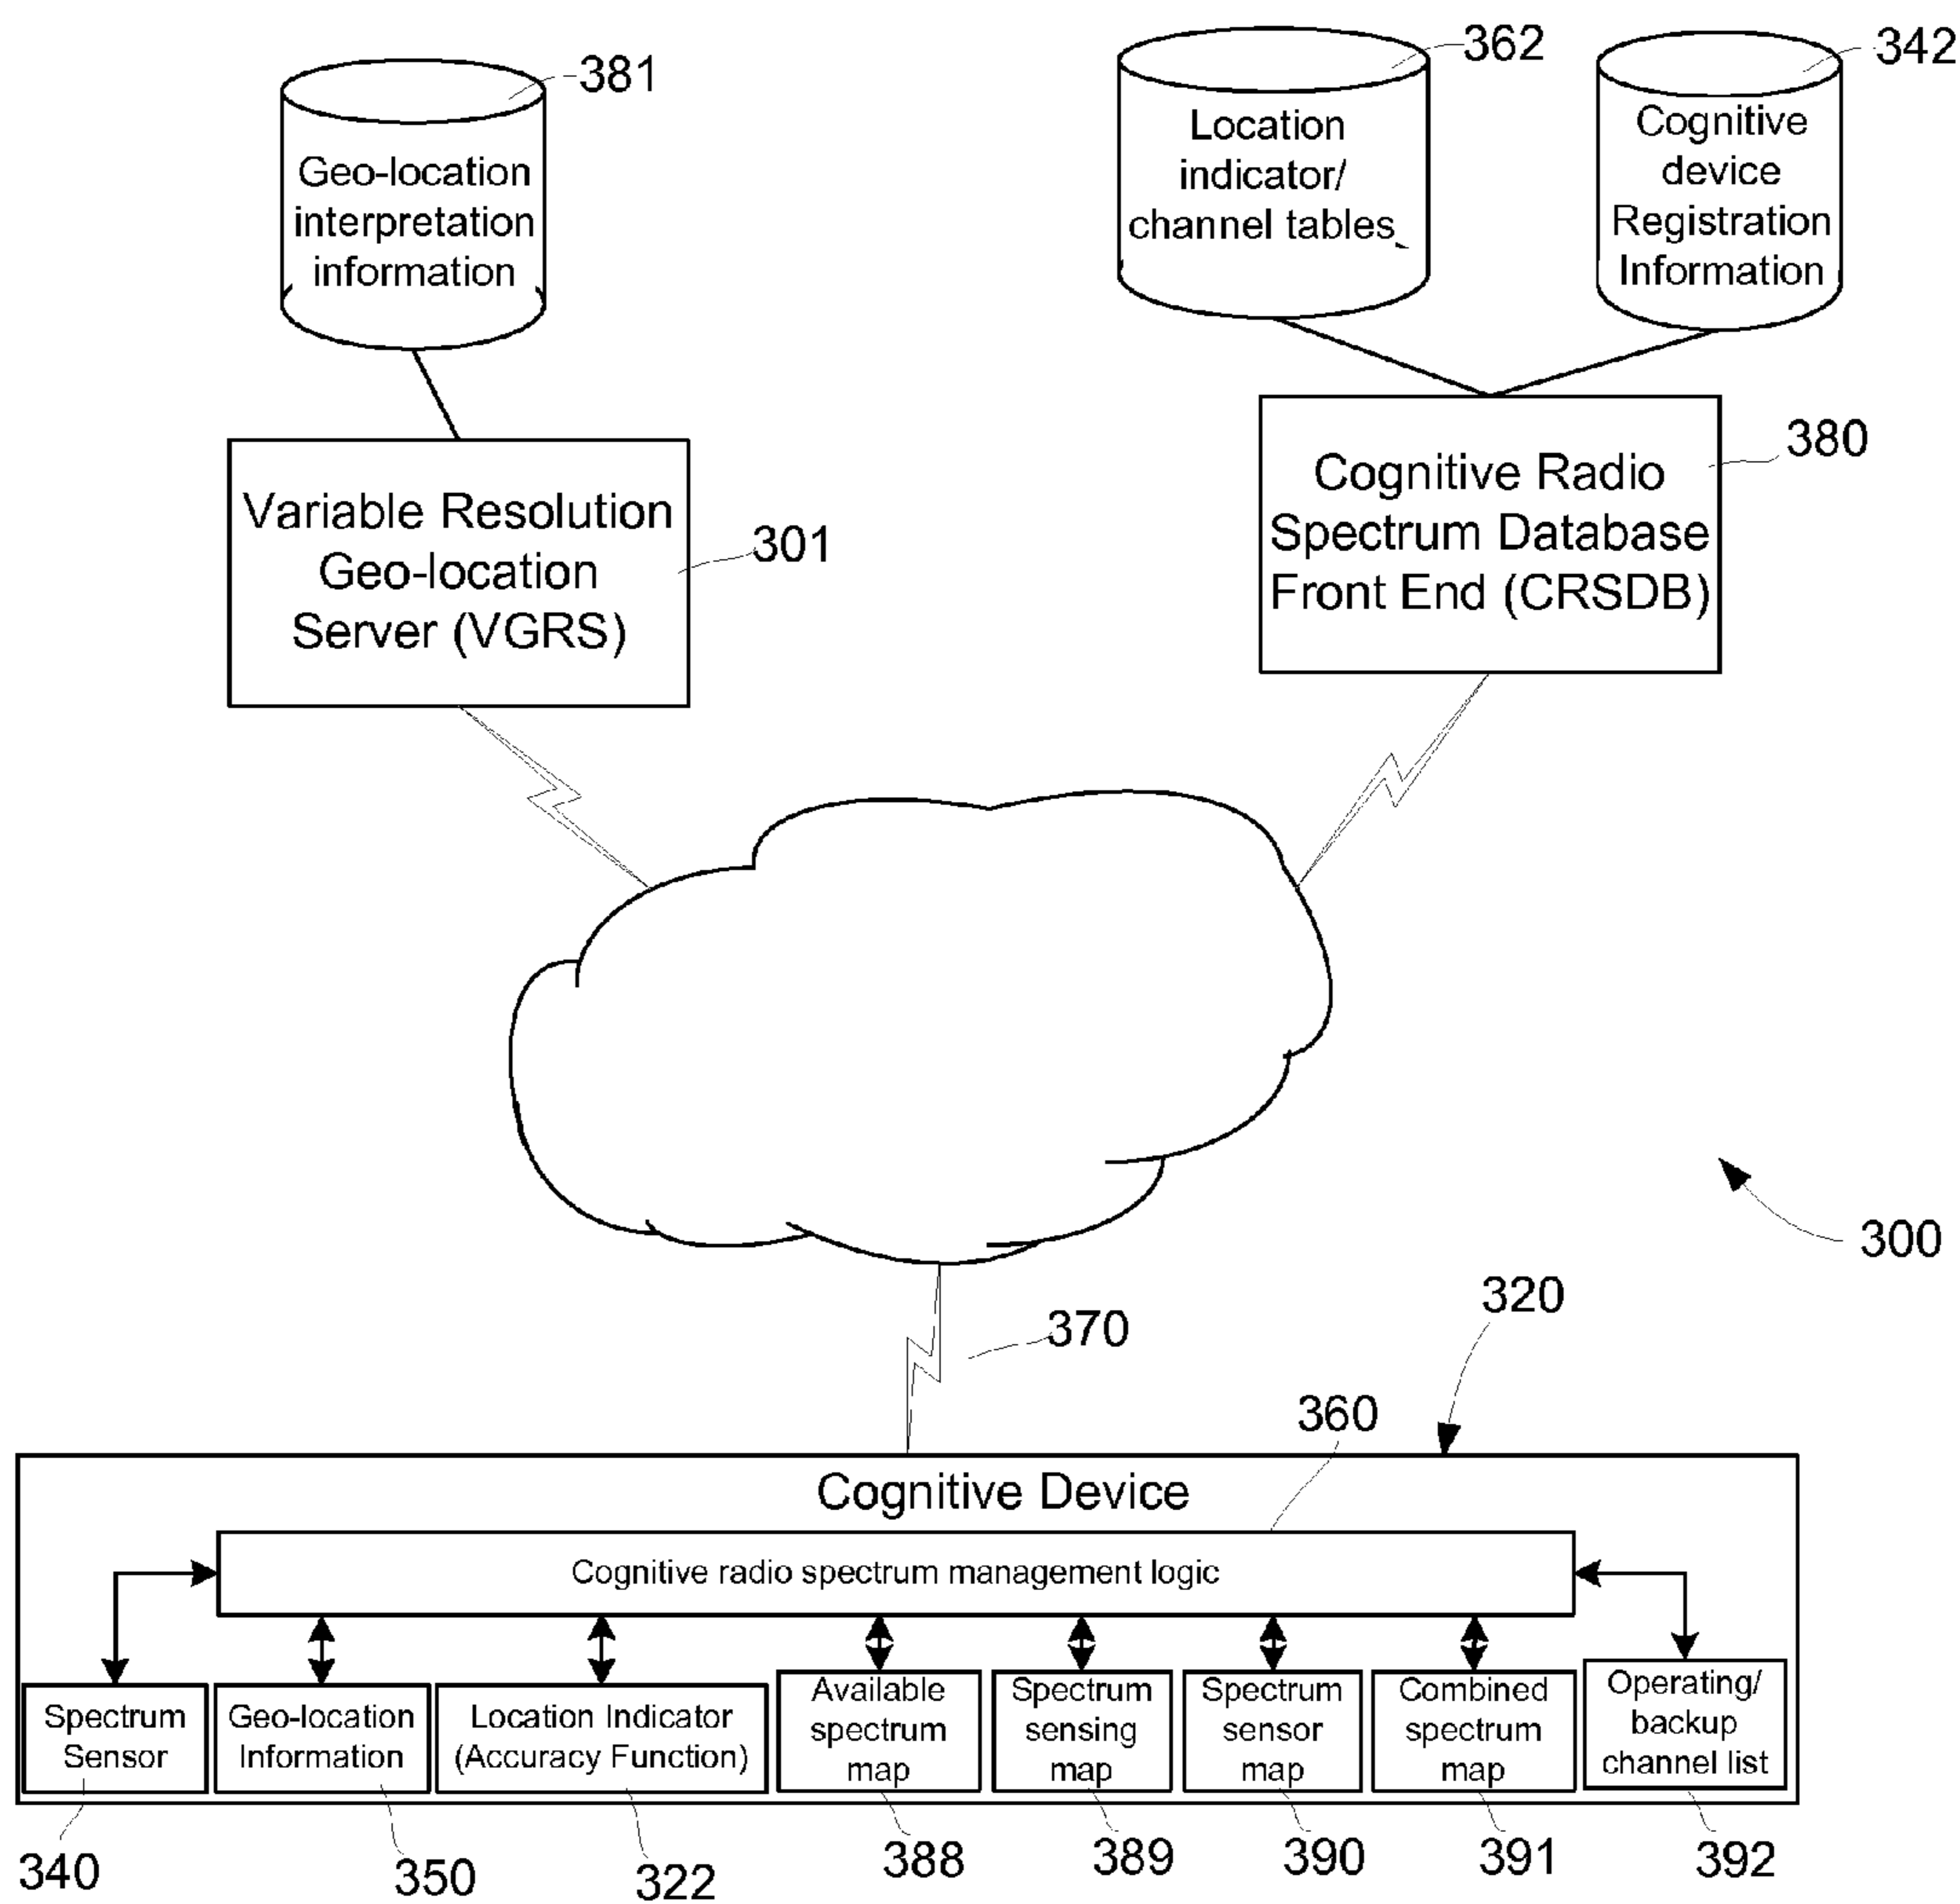 381
Geo-location
interpretation
information
362
Location
indicator/
channel tables
342
Cognitive
device
Registration
Information
Variable Resolution
Geo-location
Server (VGRS)
301
Cognitive Radio
Spectrum Database
Front End (CRSDB)
380
300
320
370
360
Cognitive Device
Cognitive radio spectrum management logic
Spectrum
Sensor
Geo-location
Information
Location Indicator
(Accuracy Function)
Available
spectrum
map
Spectrum
sensing
map
Spectrum
sensor
map
Combined
spectrum
map
Operating/
backup
channel list
340
350
322
388
389
390
391
392